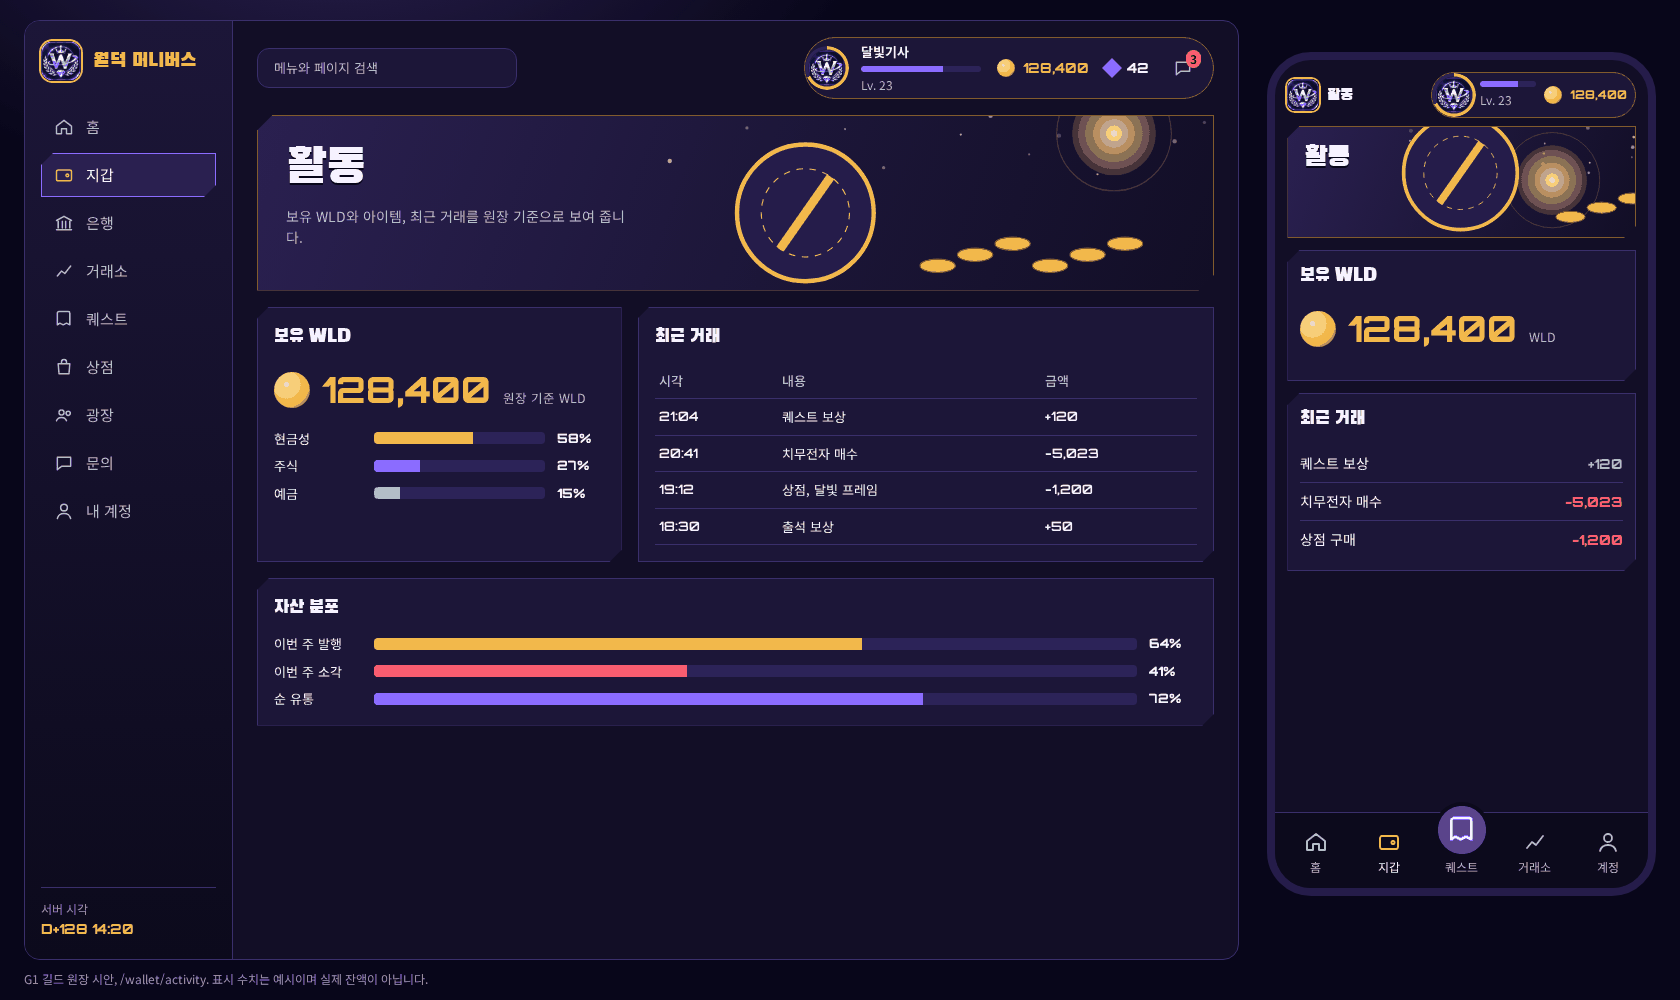 W
월덕 머니버스
홈
지갑
은행
거래소
퀘스트
상점
광장
문의
내 계정
서버 시각
D+128 14:20
메뉴와 페이지 검색
W
달빛기사
Lv. 23
128,400
42
3
활동
보유 WLD와 아이템, 최근 거래를 원장 기준으로 보여 줍니
다.
보유 WLD
128,400 원장 기준 WLD
현금성 58%
주식 27%
예금 15%
최근 거래
시각 내용 금액
21:04 퀘스트 보상 +120
20:41 치무전자 매수 -5,023
19:12 상점, 달빛 프레임 -1,200
18:30 출석 보상 +50
자산 분포
이번 주 발행 64%
이번 주 소각 41%
순 유통 72%
W
활동
W
Lv. 23
128,400
활동
보유 WLD
128,400 WLD
최근 거래
퀘스트 보상 +120
치무전자 매수 -5,023
상점 구매 -1,200
홈
지갑
퀘스트
거래소
계정
G1 길드 원장 시안, /wallet/activity. 표시 수치는 예시이며 실제 잔액이 아닙니다.